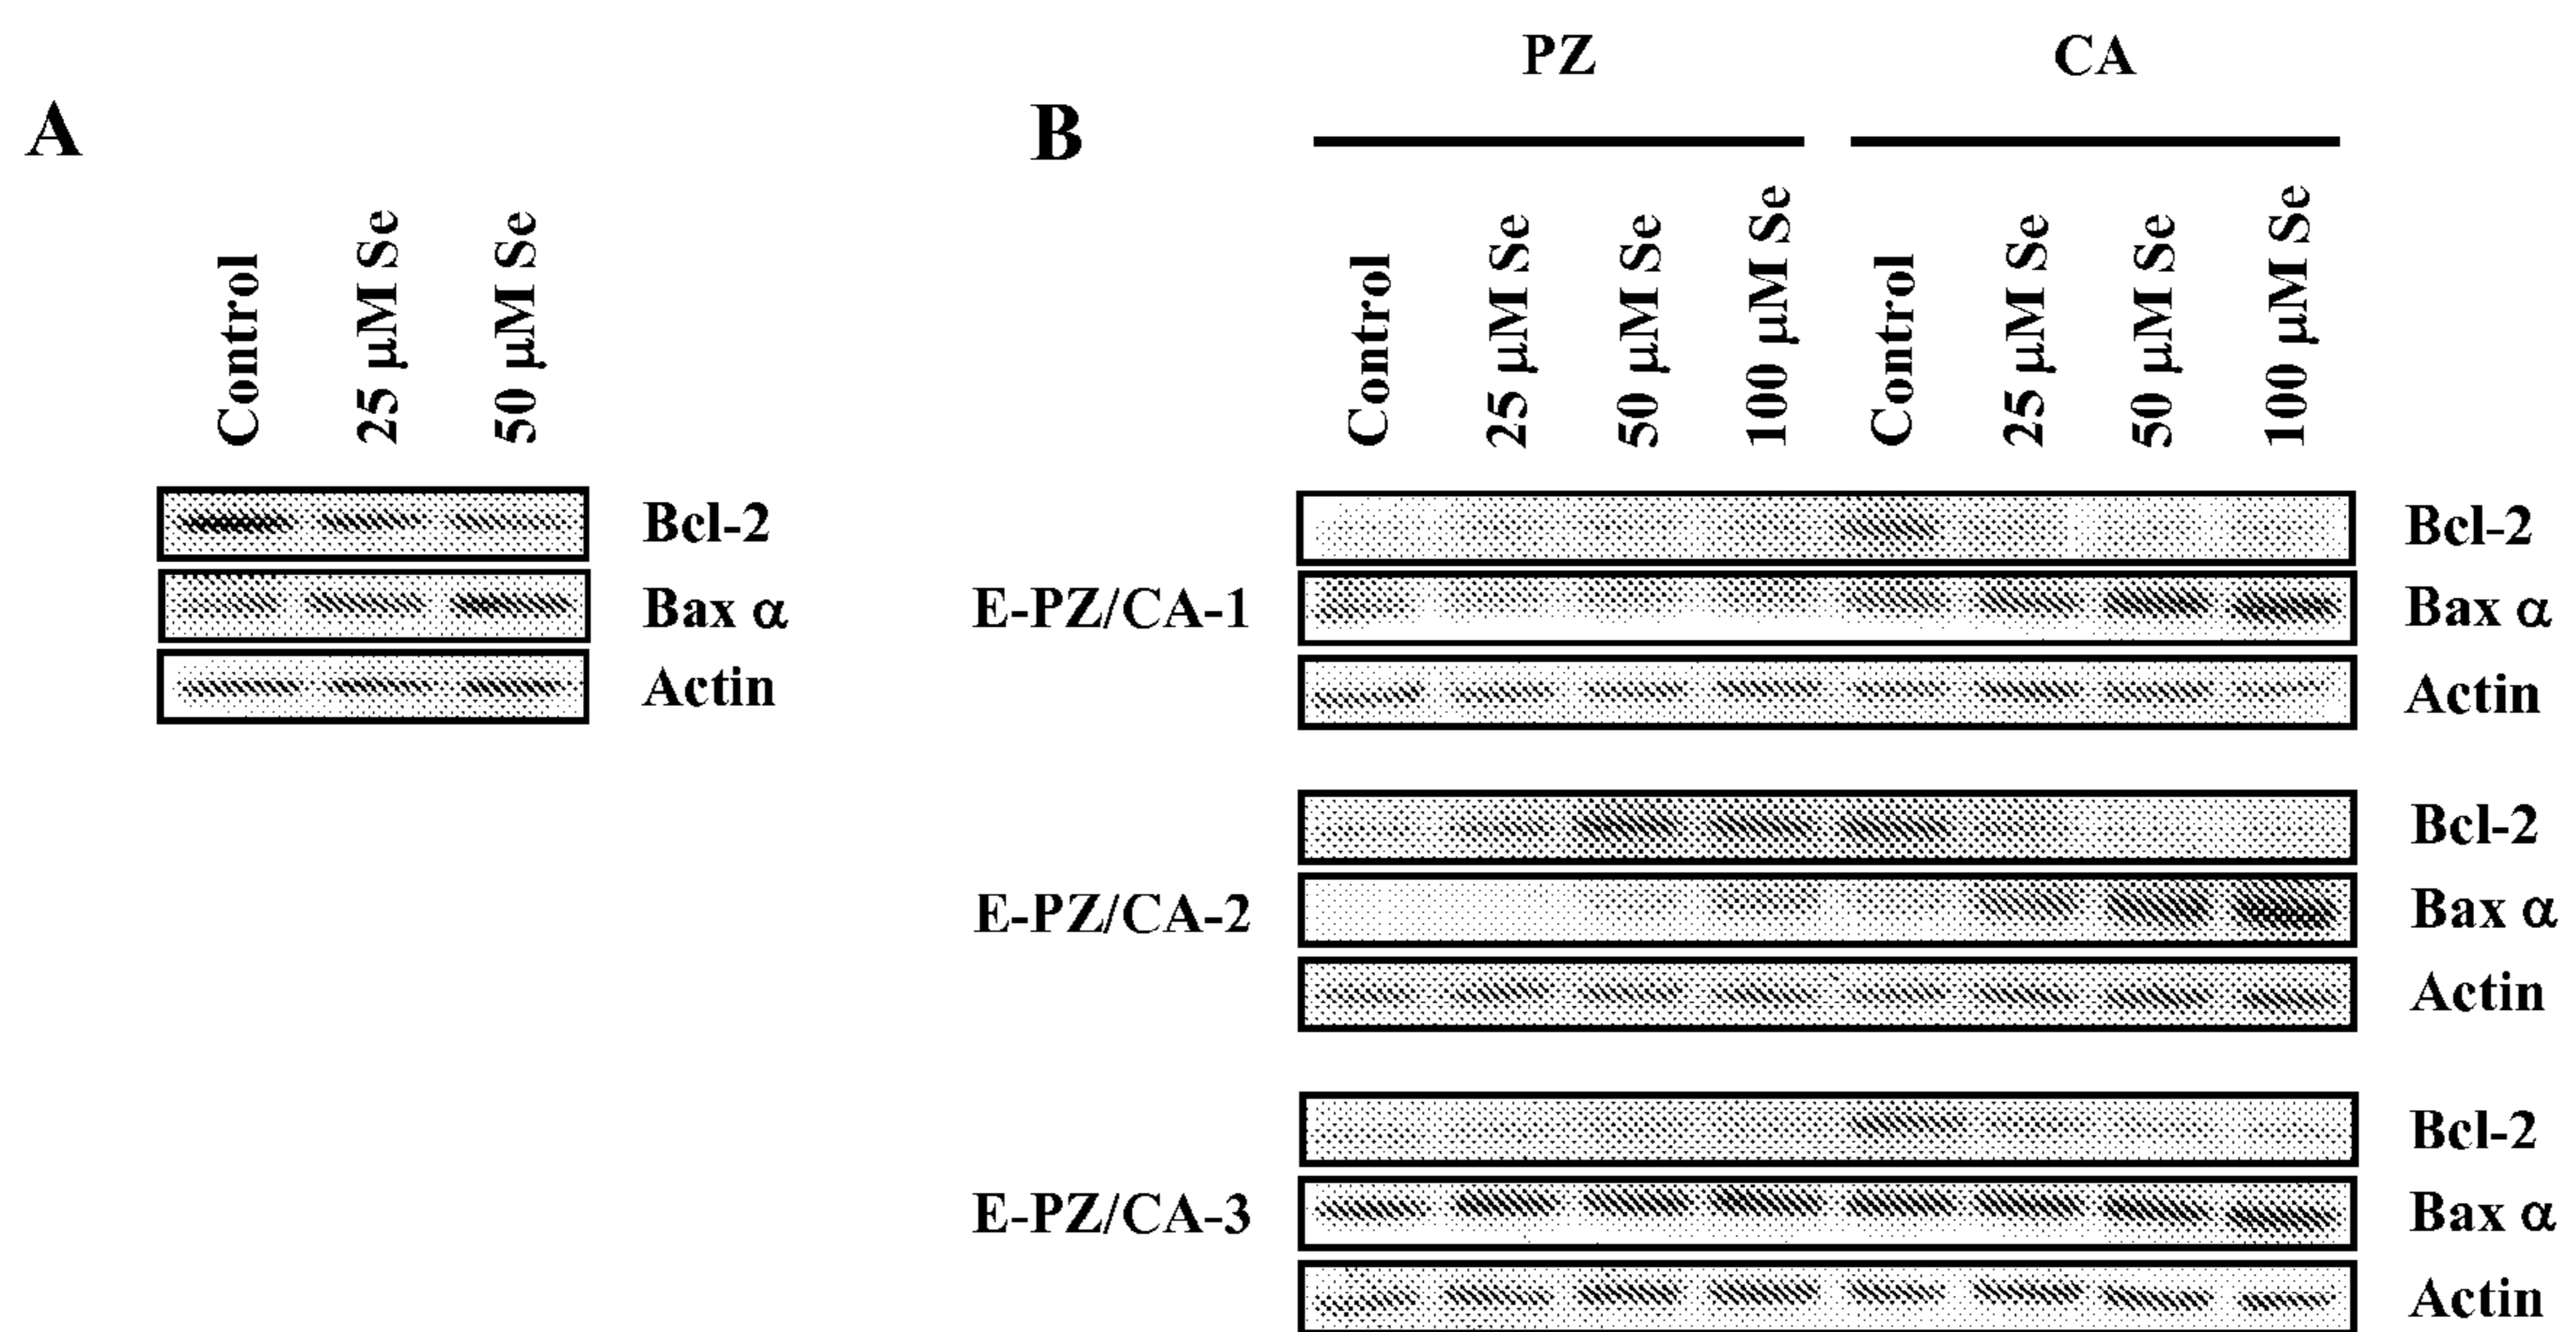 A
Control
25 μM Se
50 μM Se
Bcl-2
Bax α
Actin
B
PZ
CA
Control
25 μM Se
50 μM Se
100 μM Se
Control
25 μM Se
50 μM Se
100 μM Se
E-PZ/CA-1
Bcl-2
Bax α
Actin
E-PZ/CA-2
Bcl-2
Bax α
Actin
E-PZ/CA-3
Bcl-2
Bax α
Actin